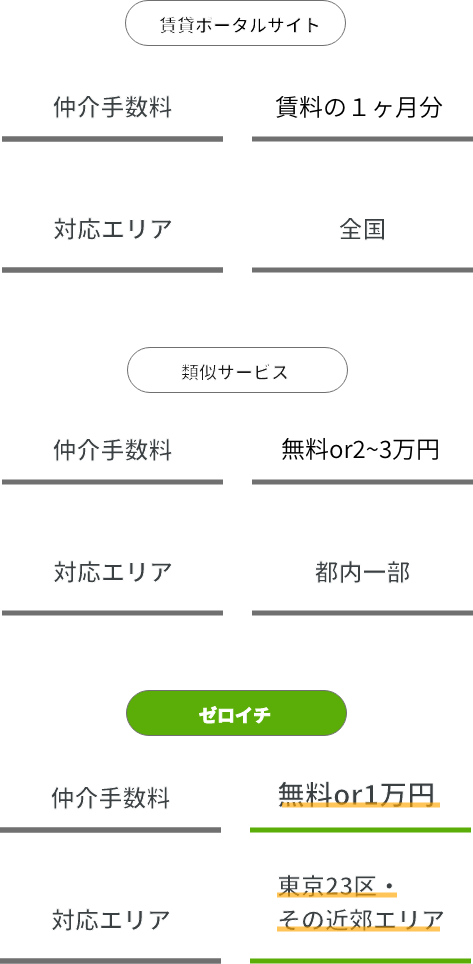 賃貸ポータルサイト
仲介手数料 賃料の１ヶ月分
対応エリア 全国
類似サービス
仲介手数料 無料or2~3万円
対応エリア 都内一部
ゼロイチ
仲介手数料 無料or1万円
対応エリア 東京23区・
その近郊エリア